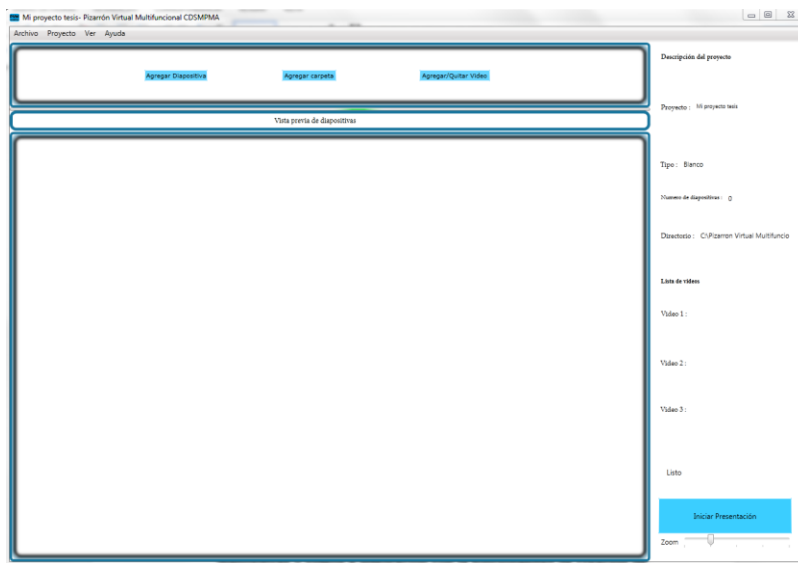 Mi proyecto tesis- Pizarrón Virtual Multifuncional CDSMPMA
Archivo Proyecto Ver Ayuda
Agregar Diapositiva Agregar carpeta Agregar/Quitar Video
Vista previa de diapositivas
Descripción del proyecto
Proyecto : Mi proyecto tesis
Tipo : Blanco
Numero de diapositivas : 0
Directorio : C:\Pizarron Virtual Multifuncio
Lista de videos
Video 1 :
Video 2 :
Video 3 :
Listo
Iniciar Presentación
Zoom